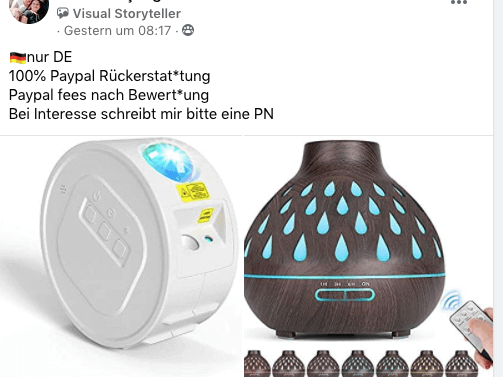 Visual Storyteller
· Gestern um 08:17 ·
nur DE
100% Paypal Rückerstat*tung
Paypal fees nach Bewert*ung
Bei Interesse schreibt mir bitte eine PN